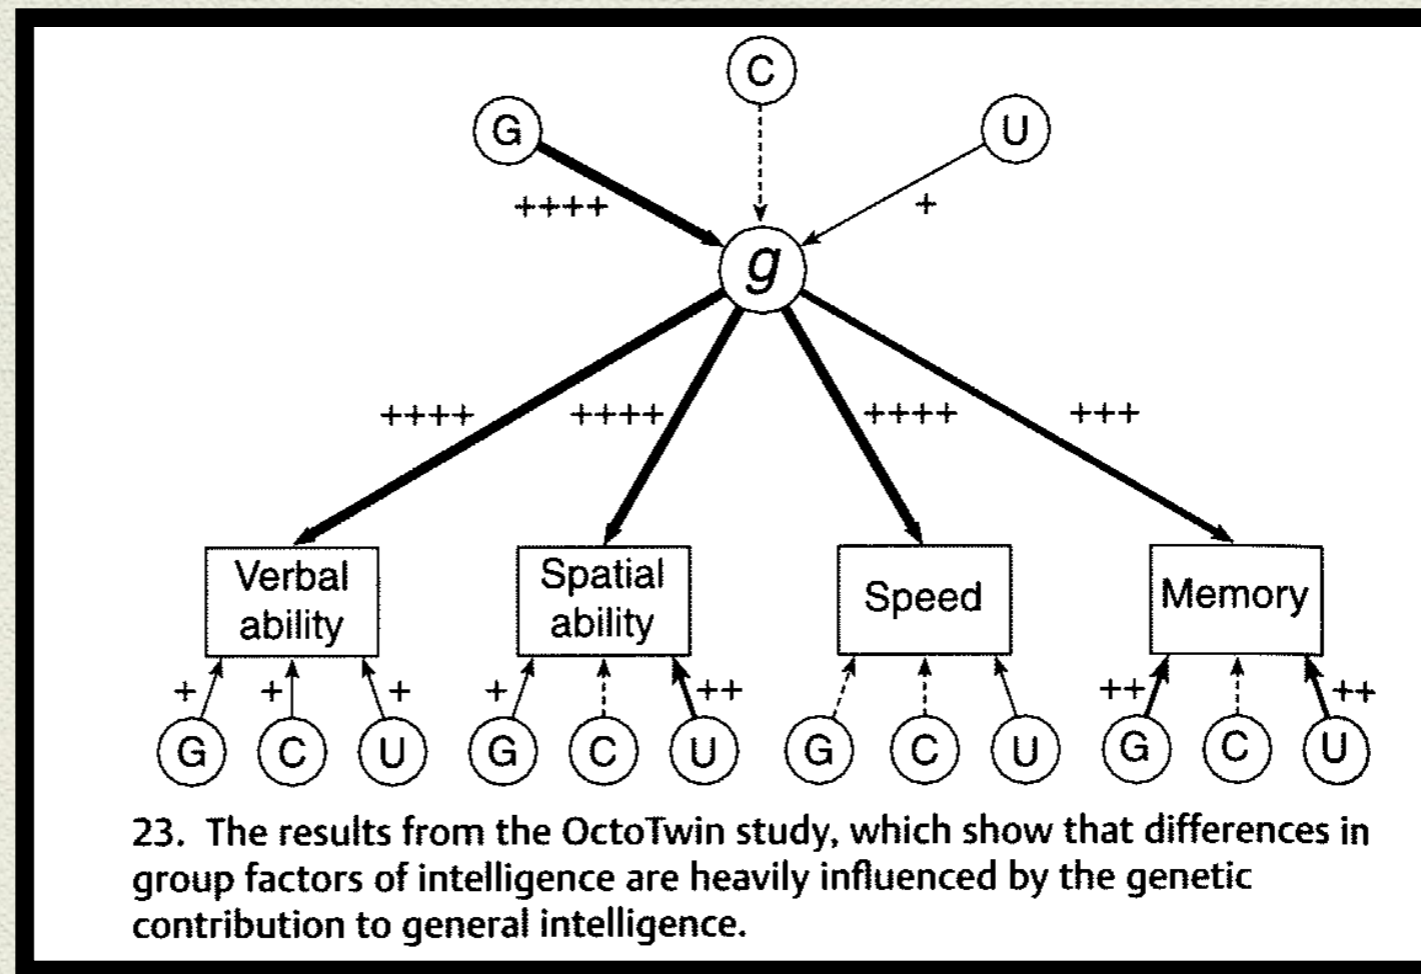 C
G
U
++++
+
g
++++
++++
++++
+++
Verbal
ability
Spatial
ability
Speed
Memory
+
+
+
+
++
++
++
G
C
U
G
C
U
G
C
U
G
C
U
23. The results from the OctoTwin study, which show that differences in
group factors of intelligence are heavily influenced by the genetic
contribution to general intelligence.